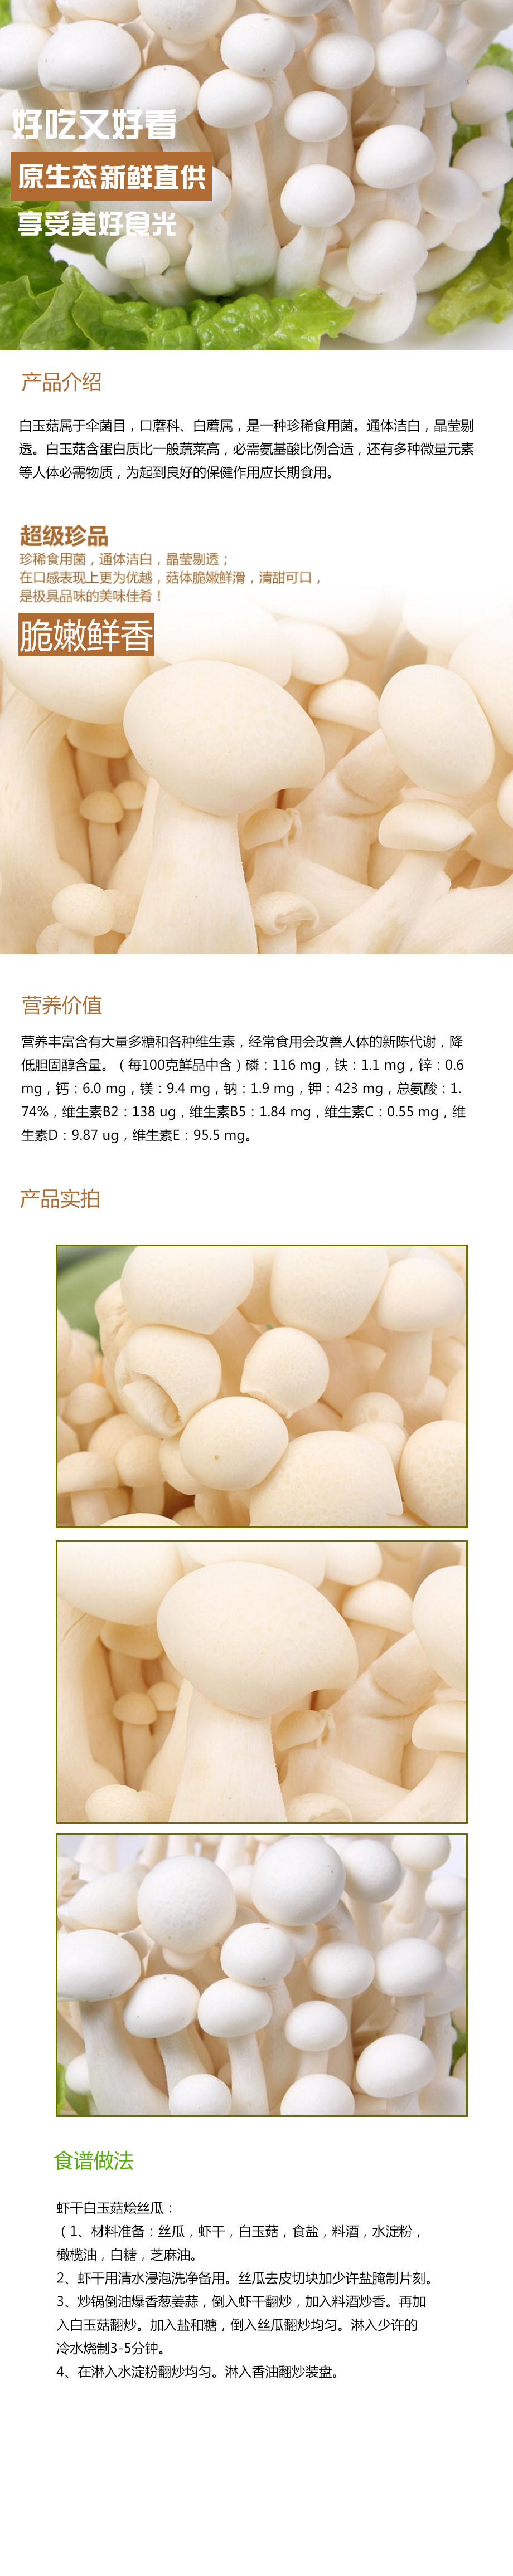 好吃又好看
原生态新鲜直供
享受美好食光
产品介绍
白玉菇属于伞菌目，口蘑科、白蘑属，是一种珍稀食用菌。通体洁白，晶莹剔
透。白玉菇含蛋白质比一般蔬菜高，必需氨基酸比例合适，还有多种微量元素
等人体必需物质，为起到良好的保健作用应长期食用。
超级珍品
珍稀食用菌，通体洁白，晶莹剔透；
在口感表现上更为优越，菇体脆嫩鲜滑，清甜可口，
是极具品味的美味佳肴！
脆嫩鲜香
营养价值
营养丰富含有大量多糖和各种维生素，经常食用会改善人体的新陈代谢，降
低胆固醇含量。（每100克鲜品中含）磷：116 mg，铁：1.1 mg，锌：0.6
mg，钙：6.0 mg，镁：9.4 mg，钠：1.9 mg，钾：423 mg，总氨酸：1.
74%，维生素B2：138 ug，维生素B5：1.84 mg，维生素C：0.55 mg，维
生素D：9.87 ug，维生素E：95.5 mg。
产品实拍
食谱做法
虾干白玉菇烩丝瓜：
（1、材料准备：丝瓜，虾干，白玉菇，食盐，料酒，水淀粉，
橄榄油，白糖，芝麻油。
2、虾干用清水浸泡洗净备用。丝瓜去皮切块加少许盐腌制片刻。
3、炒锅倒油爆香葱姜蒜，倒入虾干翻炒，加入料酒炒香。再加
入白玉菇翻炒。加入盐和糖，倒入丝瓜翻炒均匀。淋入少许的
冷水烧制3-5分钟。
4、在淋入水淀粉翻炒均匀。淋入香油翻炒装盘。